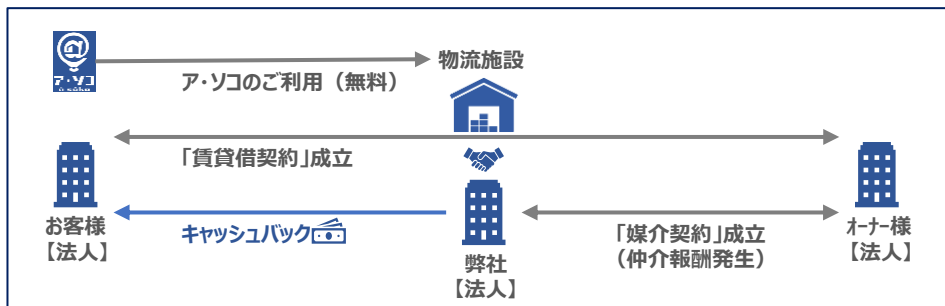 @
ア・ソコ
物流施設
ア・ソコのご利用（無料）
「賃貸借契約」成立
お客様
【法人】
キャッシュバック
弊社
【法人】
「媒介契約」成立
（仲介報酬発生）
オーナー様
【法人】